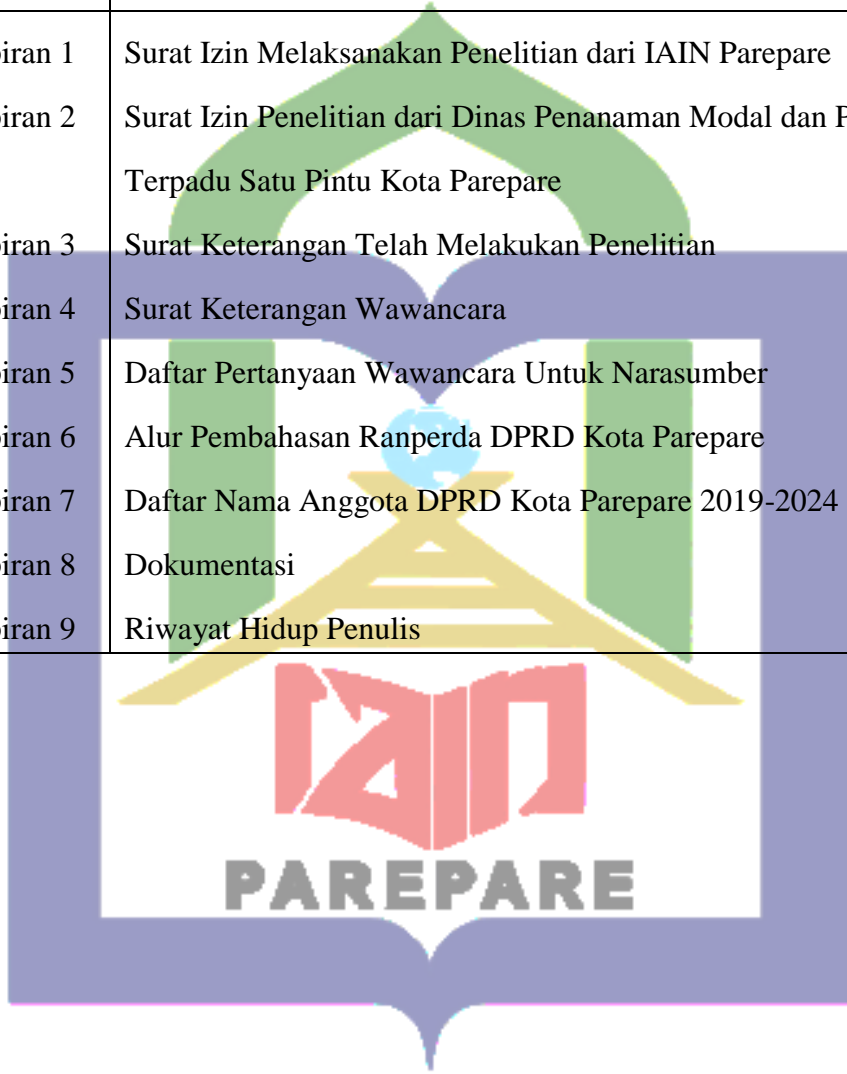 piran 1 Surat Izin Melaksanakan Penelitian dari IAIN Parepare
piran 2 Surat Izin Penelitian dari Dinas Penanaman Modal dan P
Terpadu Satu Pintu Kota Parepare
piran 3 Surat Keterangan Telah Melakukan Penelitian
piran 4 Surat Keterangan Wawancara
piran 5 Daftar Pertanyaan Wawancara Untuk Narasumber
piran 6 Alur Pembahasan Ranperda DPRD Kota Parepare
piran 7 Daftar Nama Anggota DPRD Kota Parepare 2019-2024
piran 8 Dokumentasi
piran 9 Riwayat Hidup Penulis
iain
PAREPARE